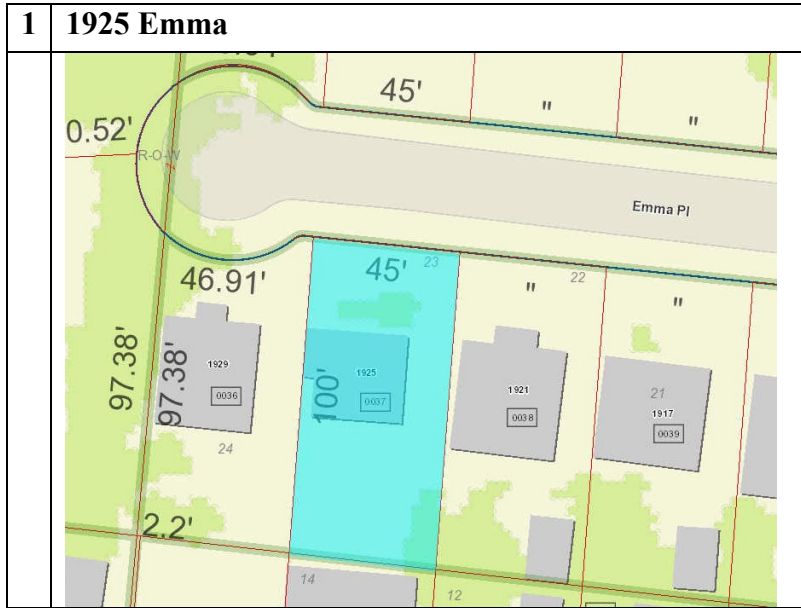 1 1925 Emma
45' " "
0.52'
R-O-W
Emma Pl
46.91' 45' 23 " 22 "
97.38' 97.38' 100'
1929
0036
24
1925
0037
1921
0038
21
1917
0039
2.2'
14
12